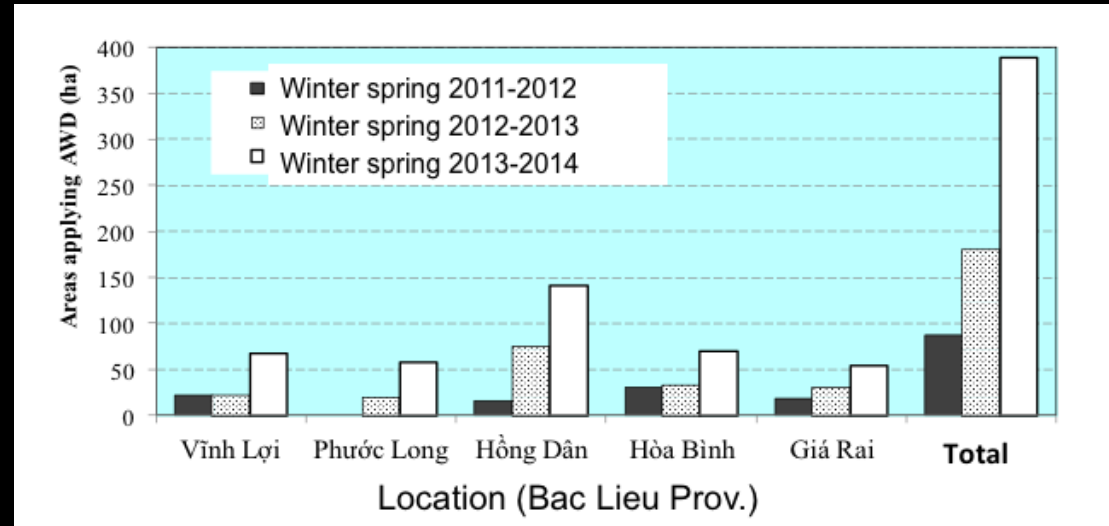 Areas applying AWD (ha)
400
350
300
250
200
150
100
50
0
Winter spring 2011-2012
Winter spring 2012-2013
Winter spring 2013-2014
Vĩnh Lợi Phước Long Hồng Dân Hòa Bình Giá Rai Total
Location (Bac Lieu Prov.)